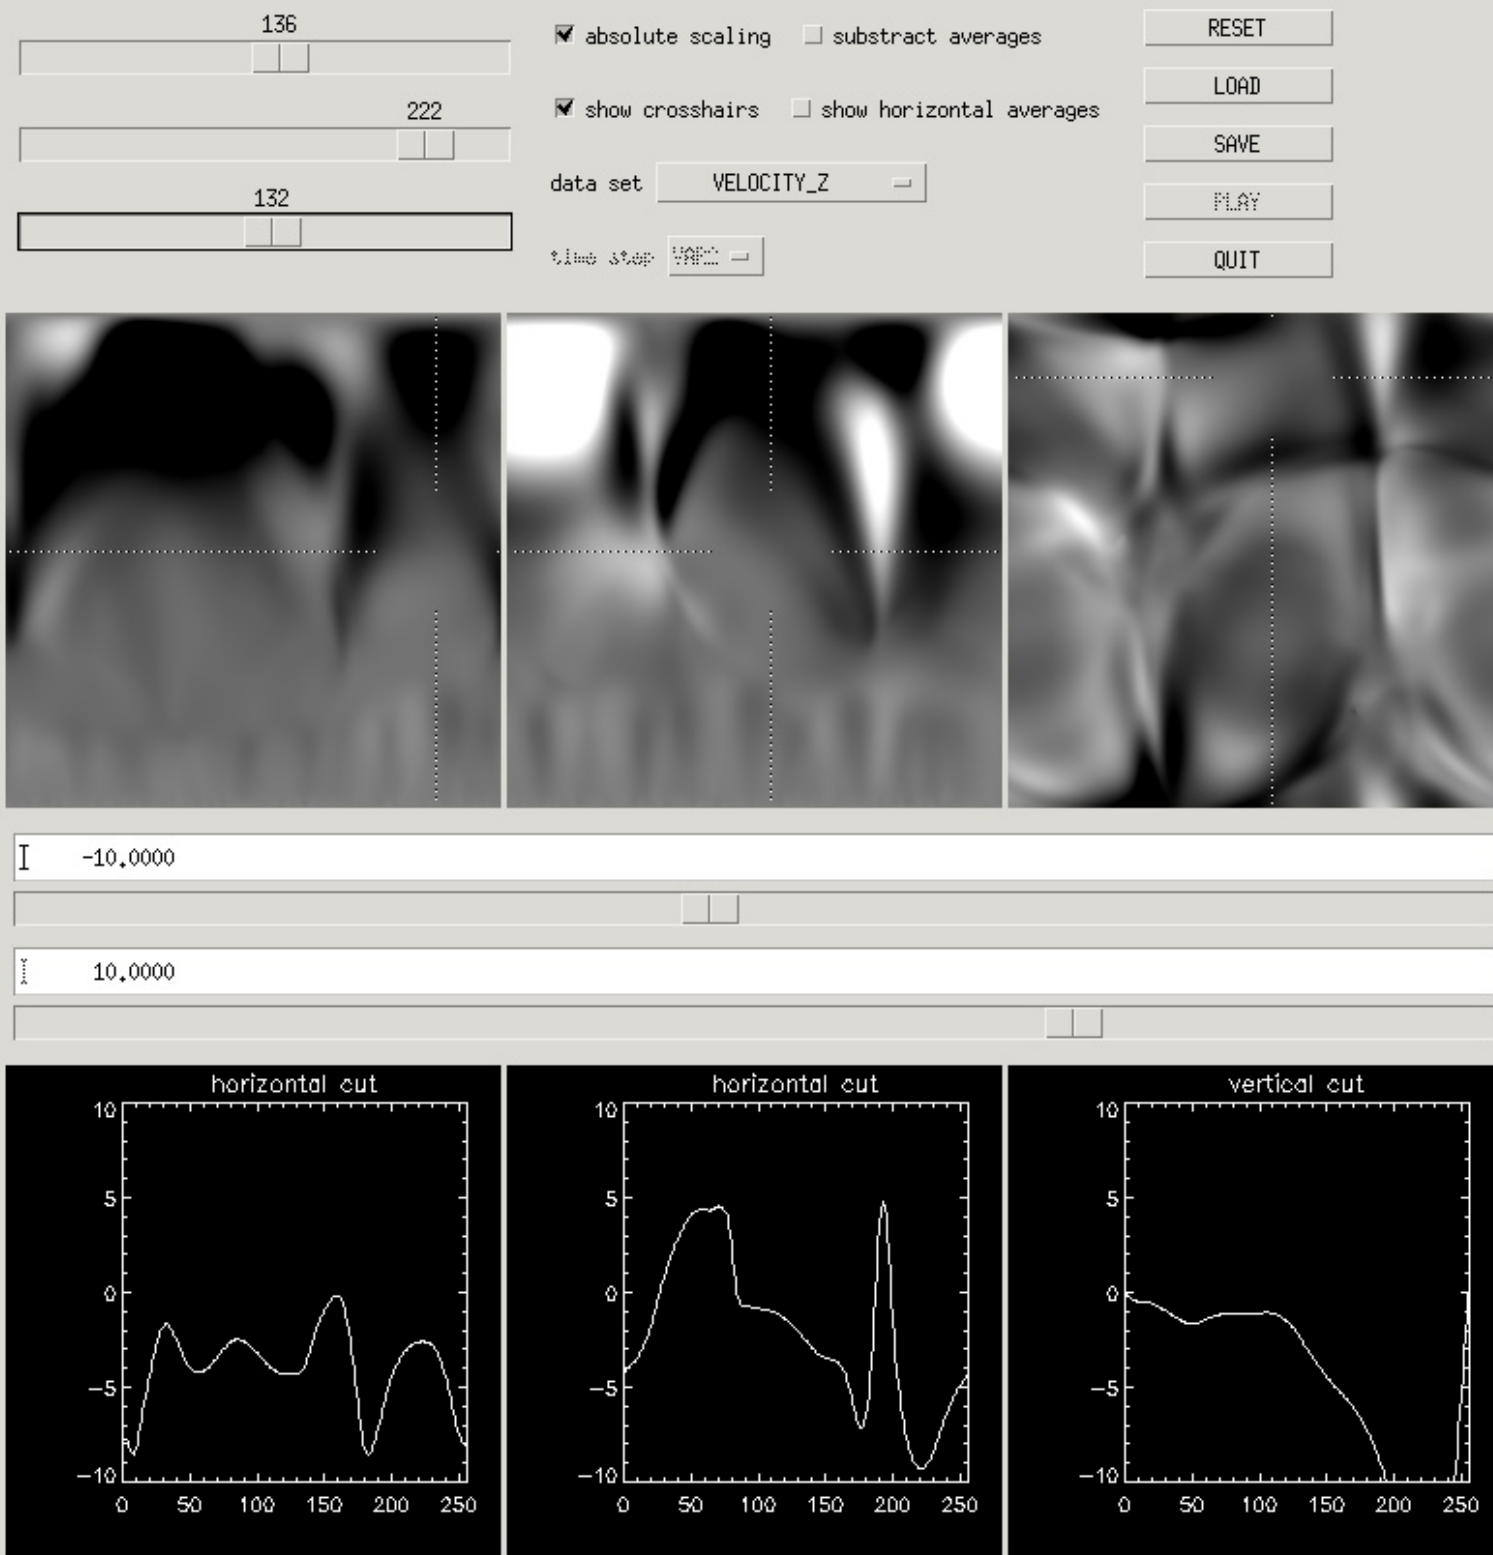 136
absolute scaling substract averages
RESET
222
show crosshairs show horizontal averages
LOAD
SAVE
data set VELOCITY_Z
132
PLAY
time step
QUIT
-10.0000
10.0000
horizontal cut
10
5
0
-5
-10
0 50 100 150 200 250
horizontal cut
10
5
0
-5
-10
0 50 100 150 200 250
vertical cut
10
5
0
-5
-10
0 50 100 150 200 250